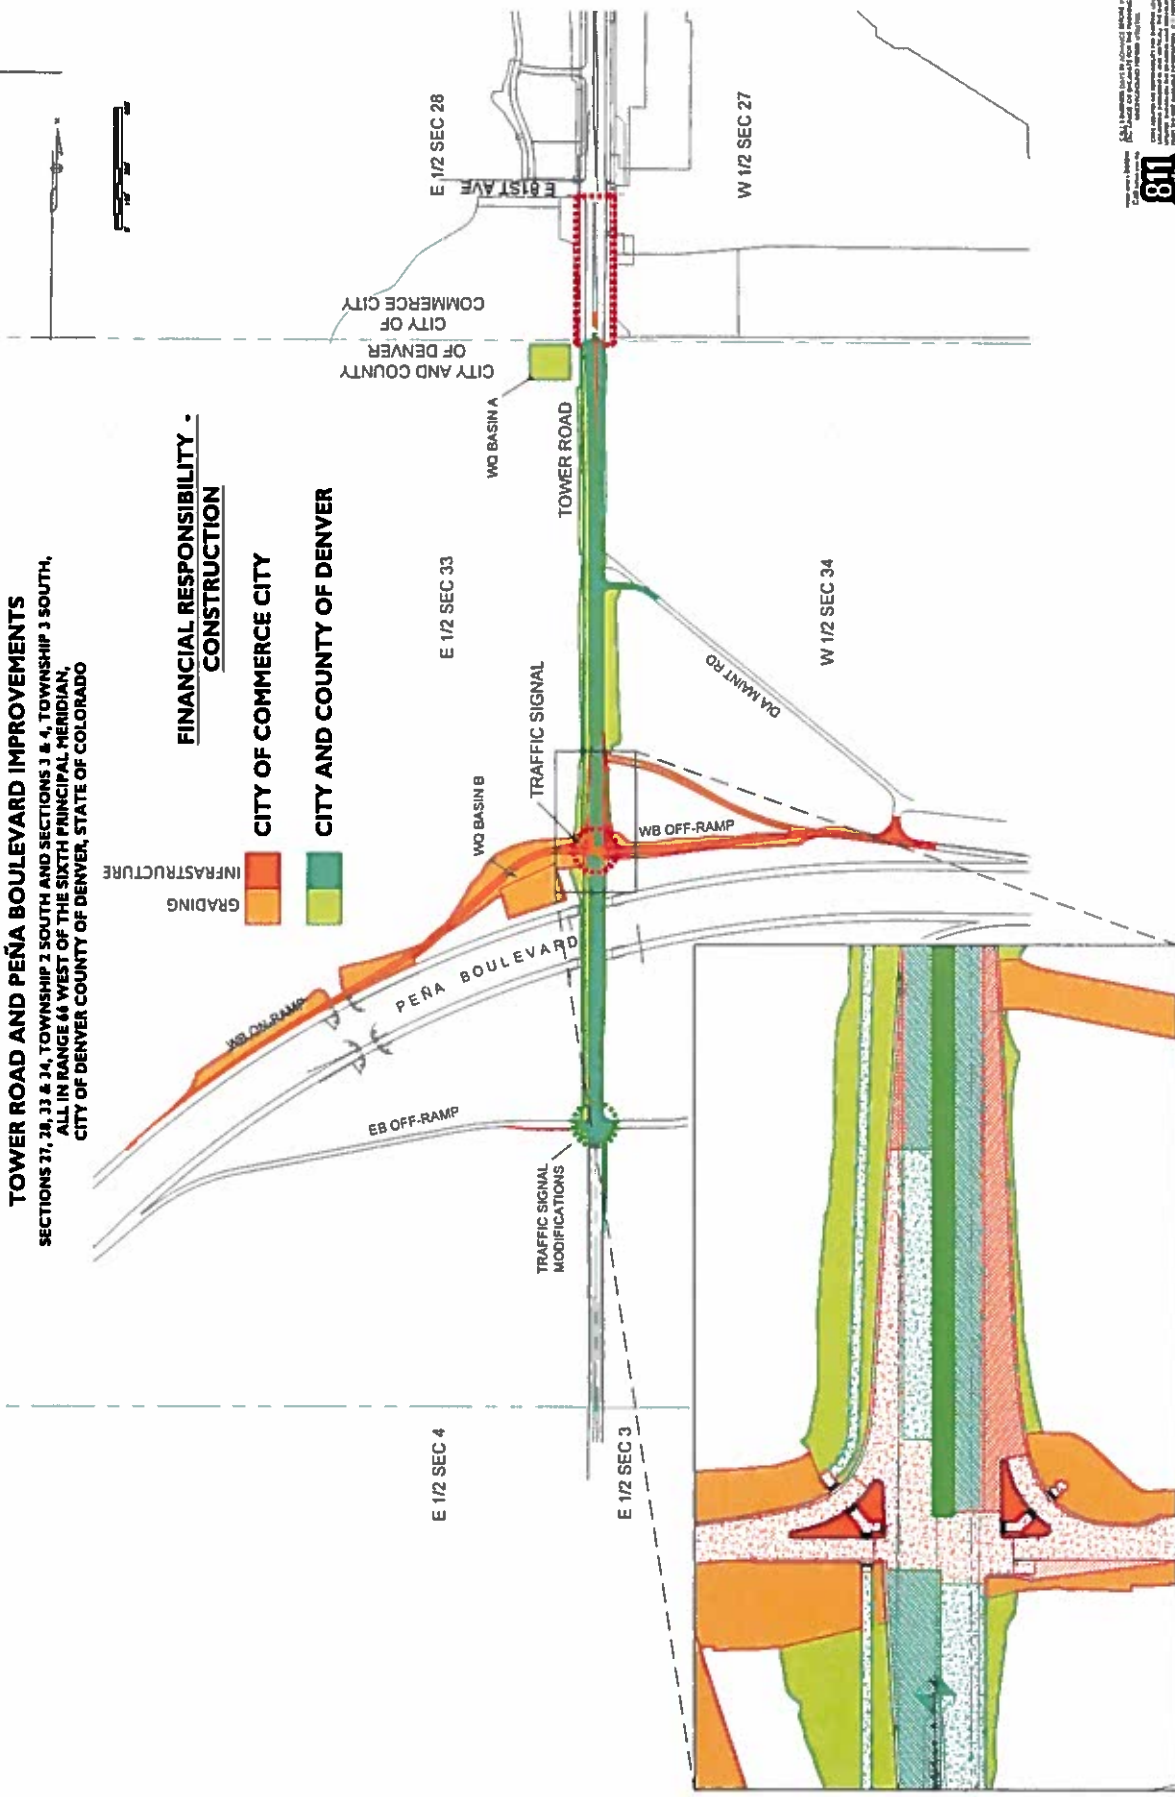 TOWER ROAD AND PEÑA BOULEVARD IMPROVEMENTS
SECTIONS 27, 28, 33 & 34, TOWNSHIP 2 SOUTH AND SECTIONS 3 & 4, TOWNSHIP 3 SOUTH,
ALL IN RANGE 66 WEST OF THE SIXTH PRINCIPAL MERIDIAN,
CITY OF DENVER COUNTY OF DENVER, STATE OF COLORADO
FINANCIAL RESPONSIBILITY -
CONSTRUCTION
GRADING
INFRASTRUCTURE
CITY OF COMMERCE CITY
CITY AND COUNTY OF DENVER
WB ON-RAMP
PEÑA BOULEVARD
EB OFF-RAMP
TRAFFIC SIGNAL
MODIFICATIONS
WQ BASIN B
TRAFFIC SIGNAL
WB OFF-RAMP
DIA MAINT RD
E 1/2 SEC 33
W 1/2 SEC 34
E 1/2 SEC 4
E 1/2 SEC 3
WQ BASIN A
TOWER ROAD
CITY AND COUNTY
OF DENVER
CITY OF
COMMERCE CITY
E 81ST AVE
E 1/2 SEC 28
W 1/2 SEC 27
811